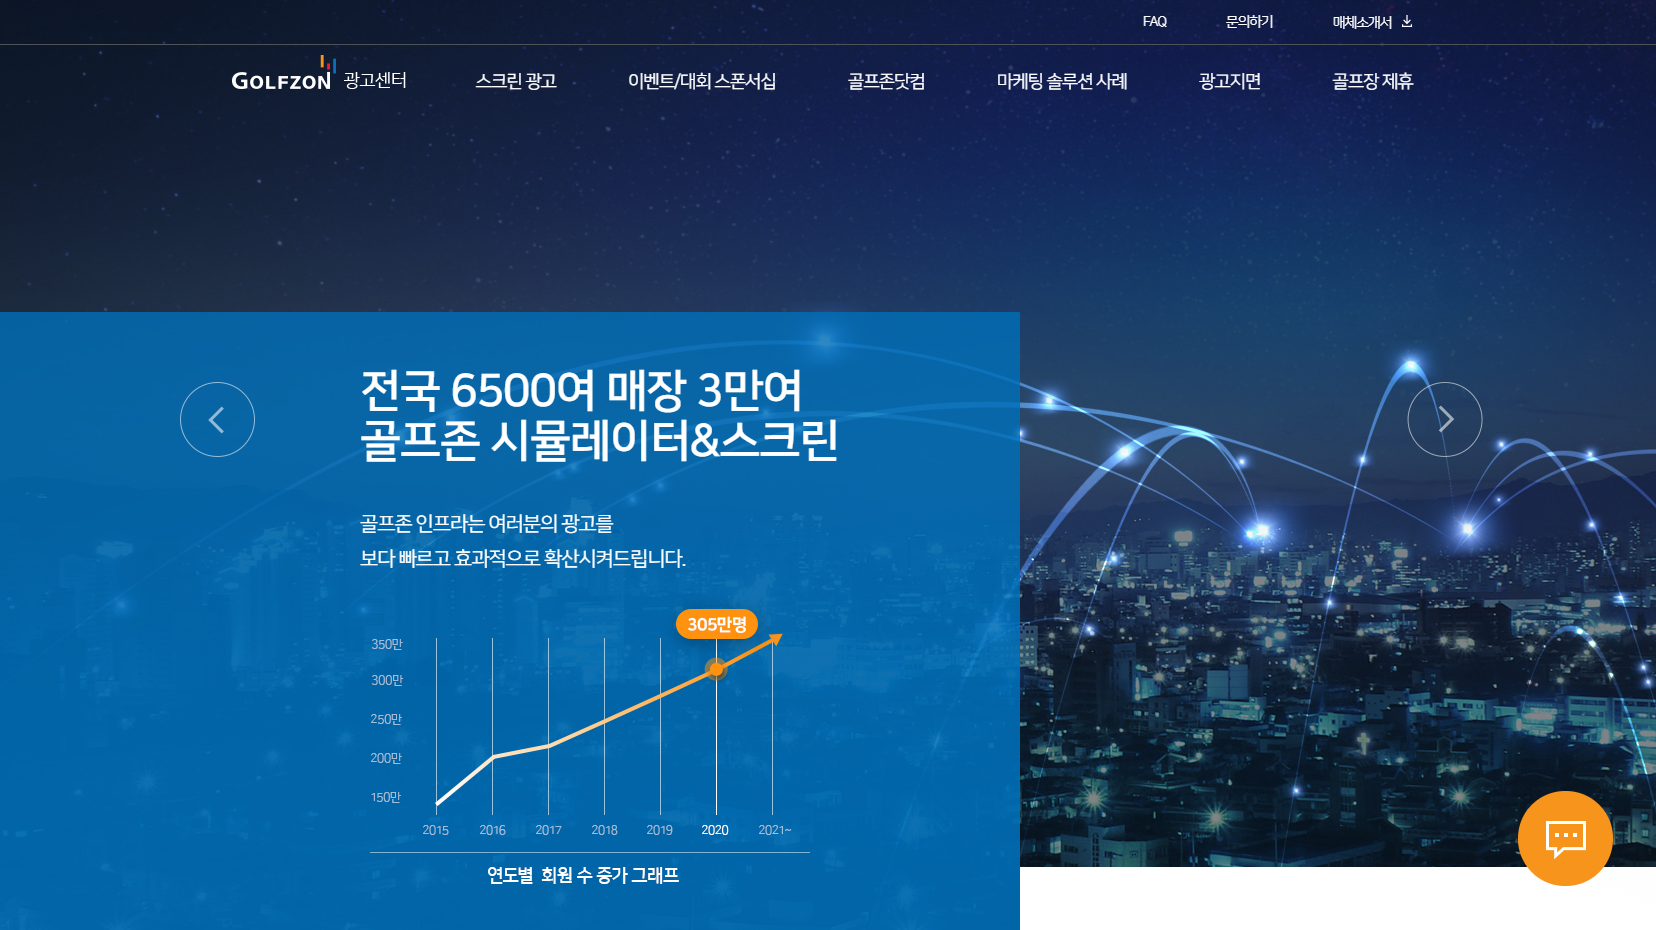 FAQ
문의하기
매체소개서
GOLFZON 광고센터
스크린 광고
이벤트/대회 스폰서십
골프존닷컴
마케팅 솔루션 사례
광고지면
골프장 제휴
전국 6500여 매장 3만여
골프존 시뮬레이터&스크린
골프존 인프라는 여러분의 광고를
보다 빠르고 효과적으로 확산시켜드립니다.
305만명
350만
300만
250만
200만
150만
2015 2016 2017 2018 2019 2020 2021~
연도별 회원 수 증가 그래프